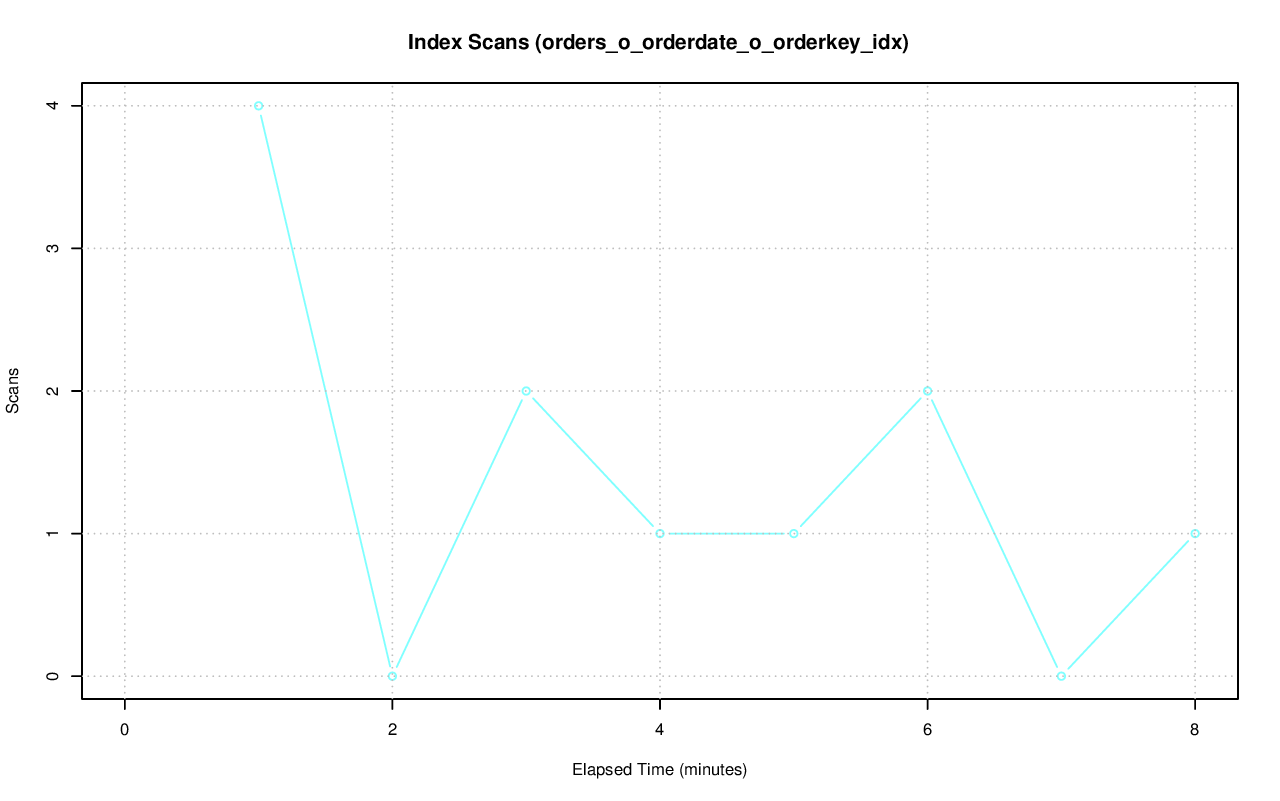 Index Scans (orders_o_orderdate_o_orderkey_idx)
4
3
2
1
0
Scans
0 2 4 6 8
Elapsed Time (minutes)